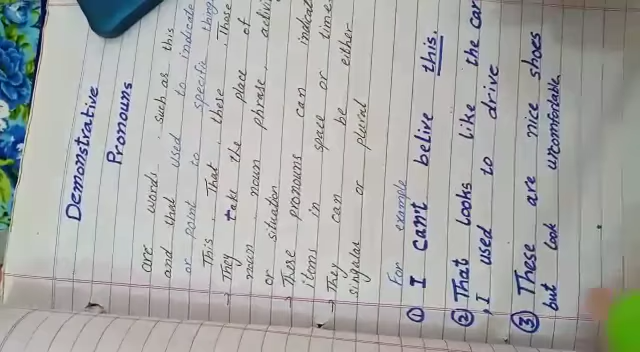 Demonstrative
Pronouns
are words. such as this
and that used to indicate
or point to specific thing
This, That, these, Those
→ They take the place of
noun, noun phrase, activi
or situation
→ These pronouns can indicat
items in space or time.
→ They can be either
singular or plural
For example
① I can't belive this.
② That looks like the car
, I used to drive
③ These are nice shoes
but look uncomfortable.